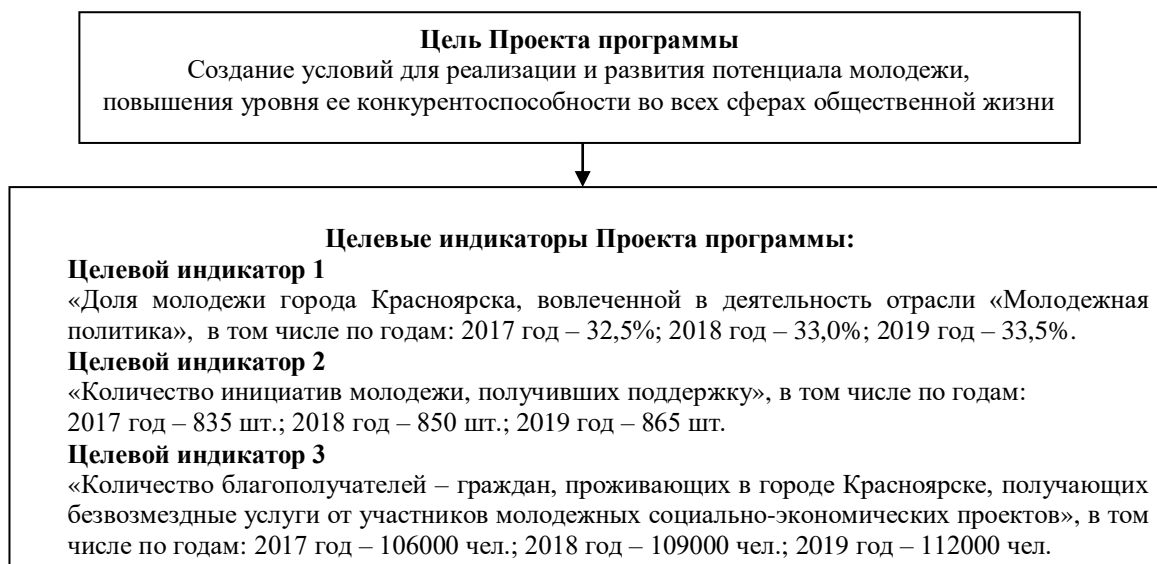 Цель Проекта программы
Создание условий для реализации и развития потенциала молодежи,
повышения уровня ее конкурентоспособности во всех сферах общественной жизни
Целевые индикаторы Проекта программы:
Целевой индикатор 1
«Доля молодежи города Красноярска, вовлеченной в деятельность отрасли «Молодежная
политика», в том числе по годам: 2017 год – 32,5%; 2018 год – 33,0%; 2019 год – 33,5%.
Целевой индикатор 2
«Количество инициатив молодежи, получивших поддержку», в том числе по годам:
2017 год – 835 шт.; 2018 год – 850 шт.; 2019 год – 865 шт.
Целевой индикатор 3
«Количество благополучателей – граждан, проживающих в городе Красноярске, получающих
безвозмездные услуги от участников молодежных социально-экономических проектов», в том
числе по годам: 2017 год – 106000 чел.; 2018 год – 109000 чел.; 2019 год – 112000 чел.